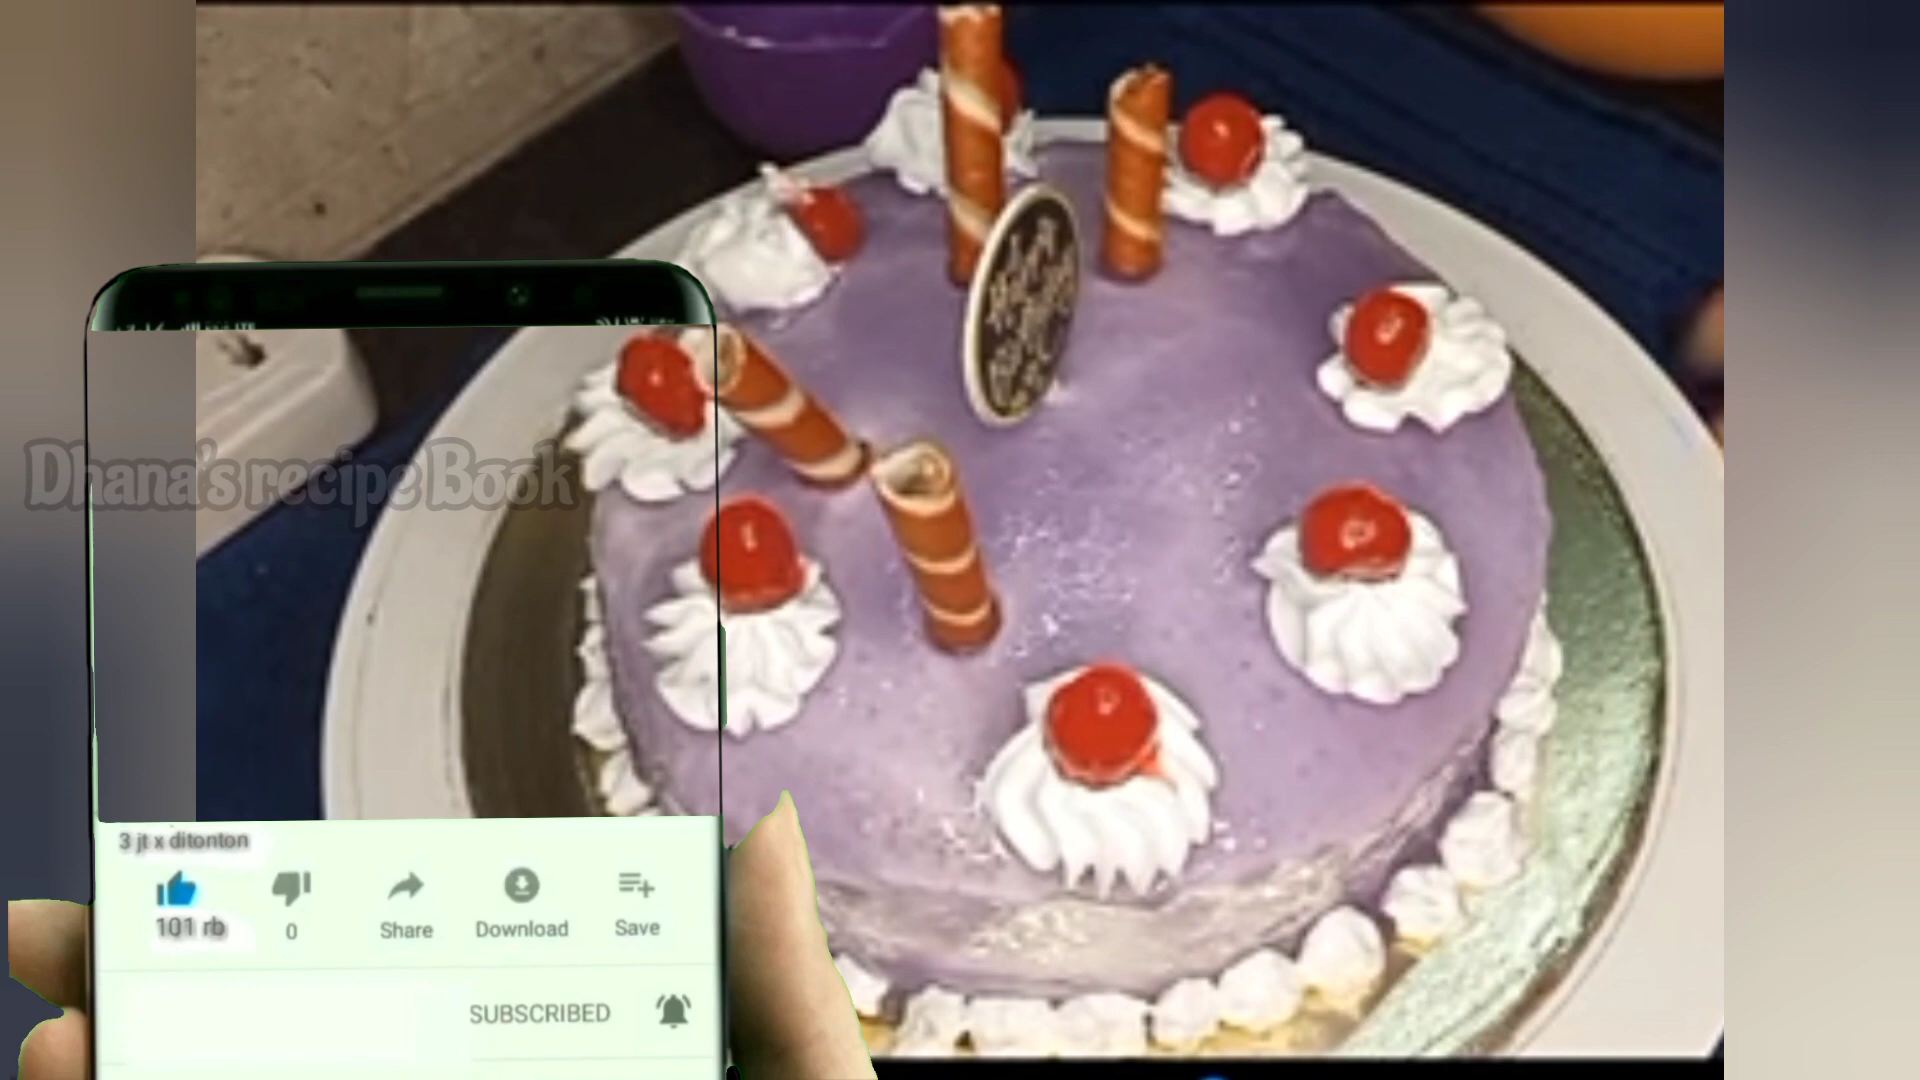 Dhana's recipe Book
3 jt x ditonton
101 rb
0
Share
Download
Save
SUBSCRIBED